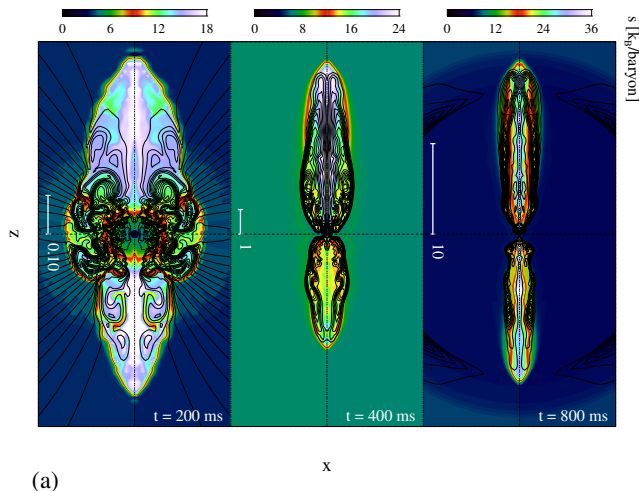 0 6 12 18
0 8 16 24
0 12 24 36
s [k_B/baryon]
z
0.10
1
10
t = 200 ms
t = 400 ms
t = 800 ms
x
(a)